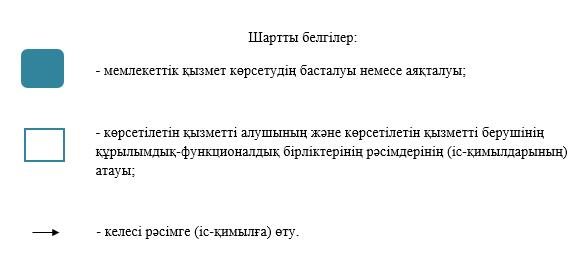 Шартты белгілер:
- мемлекеттік қызмет көрсетудің басталуы немесе аяқталуы;
- көрсетілетін қызметті алушының және көрсетілетін қызметті берушінің
құрылымдық-функционалдық бірліктерінің рәсімдерінің (іс-қимылдарының)
атауы;
- келесі рәсімге (іс-қимылға) өту.